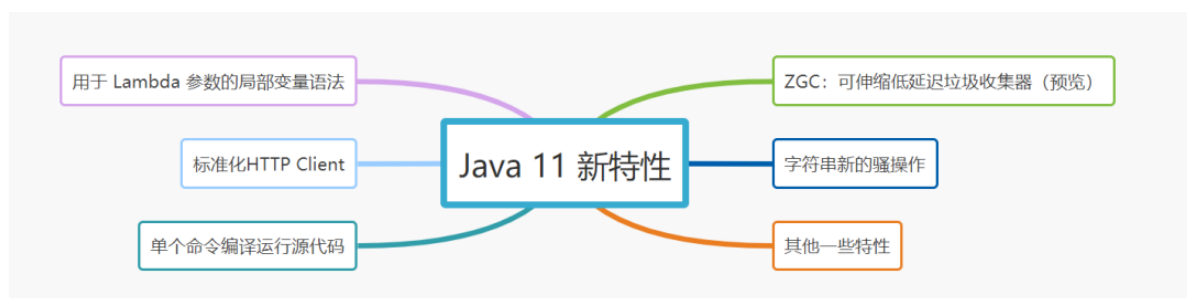 用于 Lambda 参数的局部变量语法
ZGC：可伸缩低延迟垃圾收集器（预览）
标准化HTTP Client
Java 11 新特性
字符串新的骚操作
单个命令编译运行源代码
其他一些特性